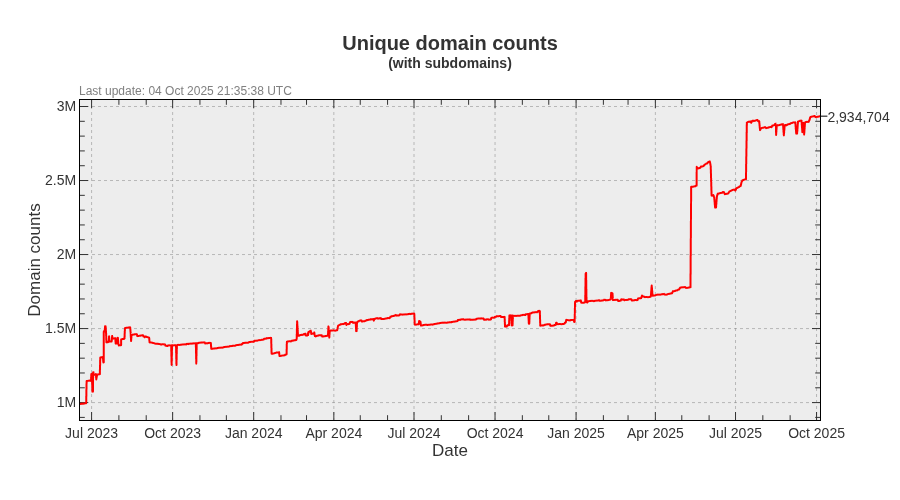 Unique domain counts
(with subdomains)
Last update: 04 Oct 2025 21:35:38 UTC
3M
2,934,704
2.5M
Domain counts
2M
1.5M
1M
Jul 2023 Oct 2023 Jan 2024 Apr 2024 Jul 2024 Oct 2024 Jan 2025 Apr 2025 Jul 2025 Oct 2025
Date